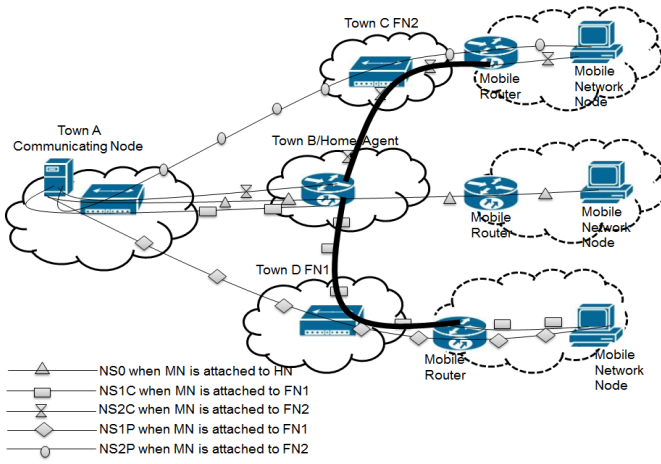 Town C FN2
Mobile
Router
Mobile
Network
Node
Town A
Communicating Node
Town B/Home Agent
Mobile
Router
Mobile
Network
Node
Town D FN1
Mobile
Router
Mobile
Network
Node
NS0 when MN is attached to HN
NS1C when MN is attached to FN1
NS2C when MN is attached to FN2
NS1P when MN is attached to FN1
NS2P when MN is attached to FN2